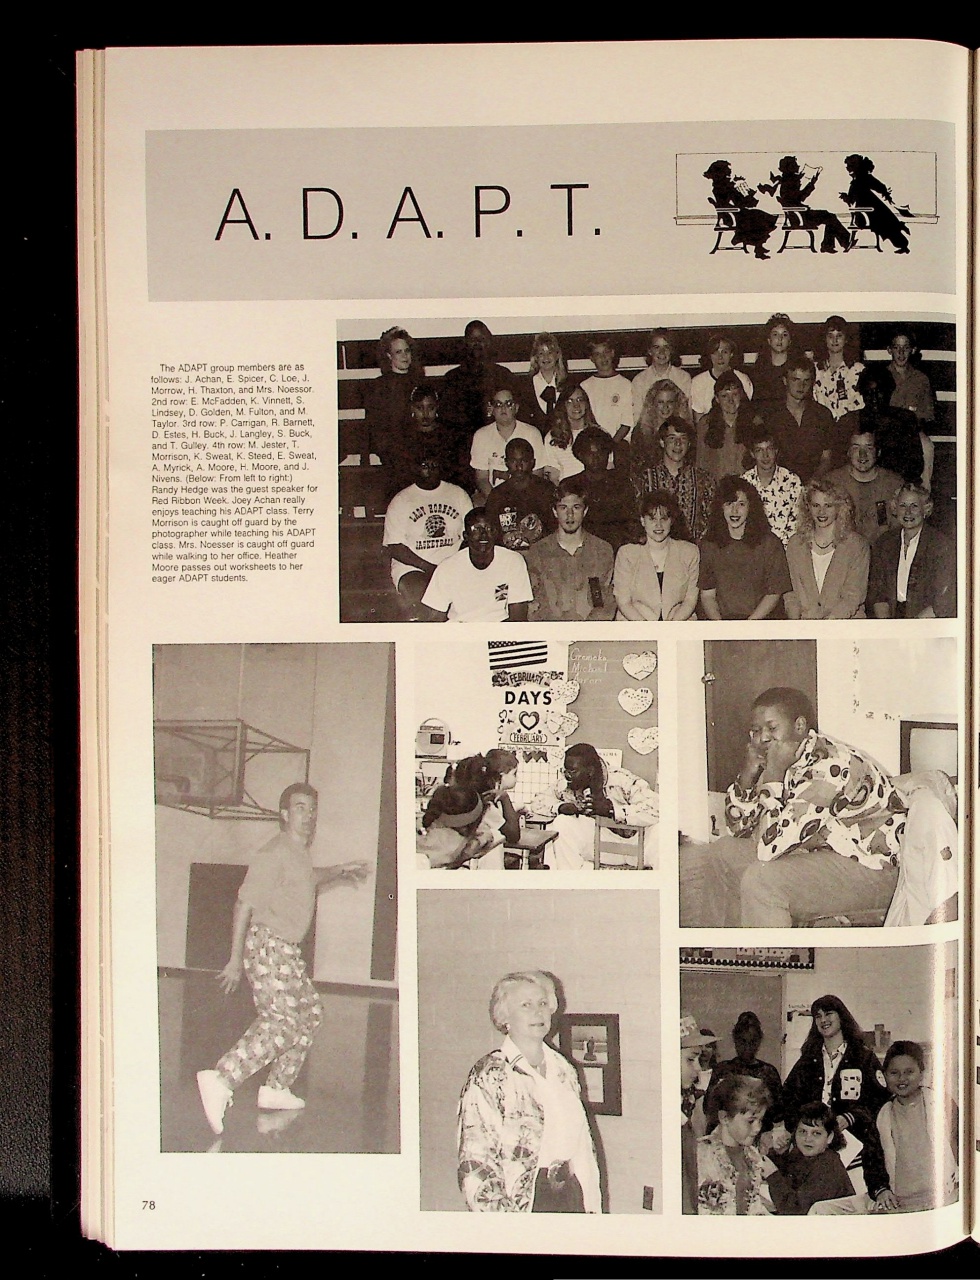 A. D. A. P. T.
The ADAPT group members are as
follows: J. Achan, E. Spicer, C. Loe, J.
Morrow, H. Thaxton, and Mrs. Noessor.
2nd row: E. McFadden, K. Vinnett, S.
Lindsey, D. Golden, M. Fulton, and M.
Taylor. 3rd row: P. Carrigan, R. Barnett,
D. Estes, H. Buck, J. Langley, S. Buck,
and T. Gulley. 4th row: M. Jester, T.
Morrison, K. Sweat, K. Steed, E. Sweat,
A. Myrick, A. Moore, H. Moore, and J.
Nivens. (Below: From left to right:)
Randy Hedge was the guest speaker for
Red Ribbon Week. Joey Achan really
enjoys teaching his ADAPT class. Terry
Morrison is caught off guard by the
photographer while teaching his ADAPT
class. Mrs. Noesser is caught off guard
while walking to her office. Heather
Moore passes out worksheets to her
eager ADAPT students.
LADY HORNETS
BASKETBALL
FEBRUARY
DAYS
FEBRUARY
Michael
78